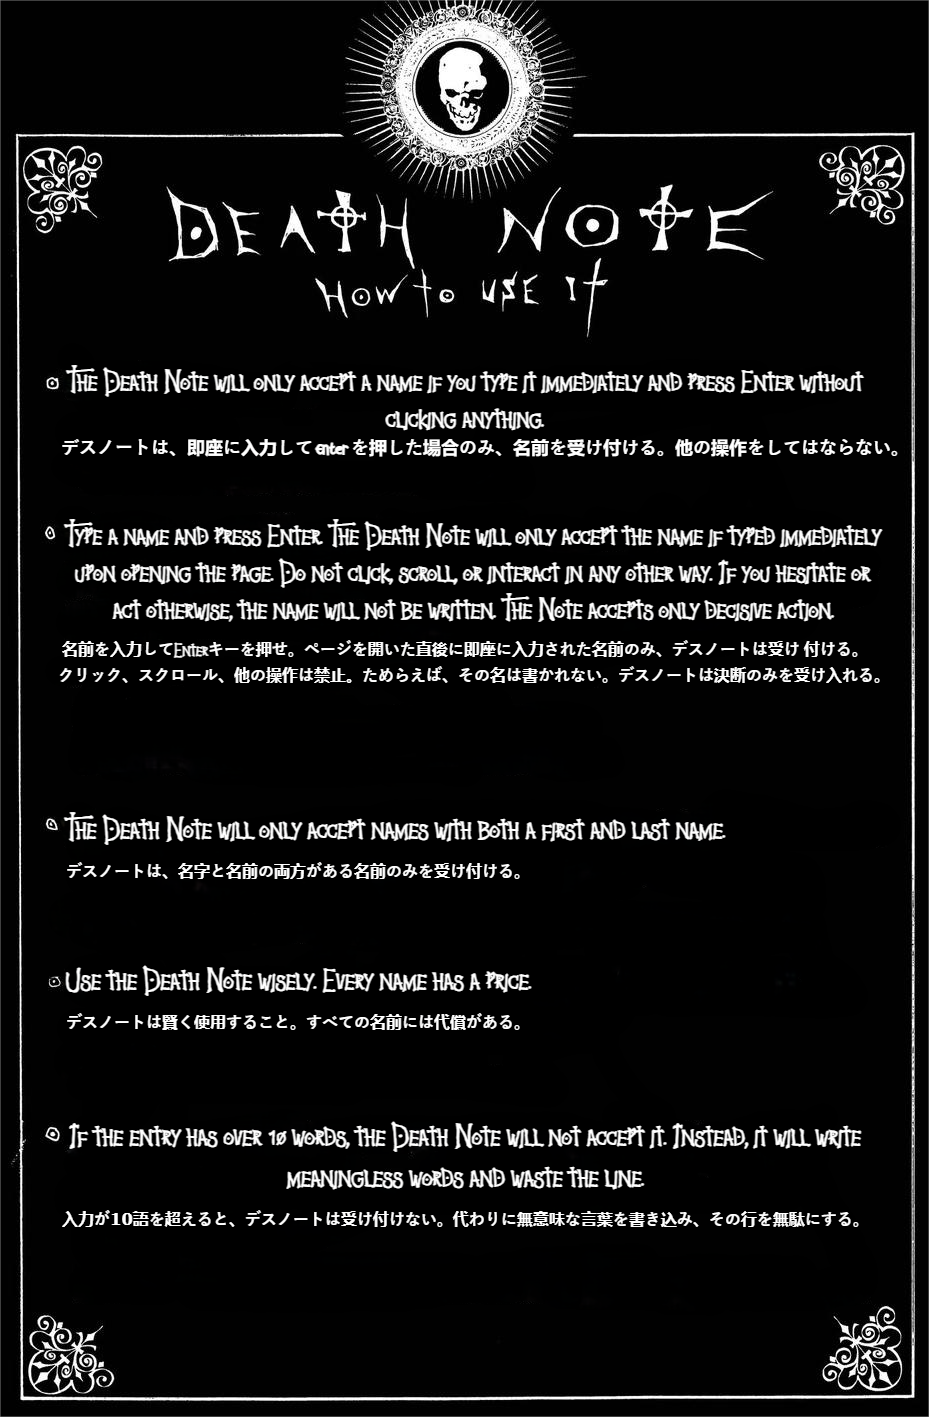 DEATH NOTE
How to use it
The Death Note will only accept a name if you type it immediately and press Enter without
clicking anything.
デスノートは、即座に入力してenterを押した場合のみ、名前を受け付ける。他の操作をしてはならない。
Type a name and press Enter. The Death Note will only accept the name if typed immediately
upon opening the page. Do not click, scroll, or interact in any other way. If you hesitate or
act otherwise, the name will not be written. The Note accepts only decisive action.
名前を入力してEnterキーを押せ。ページを開いた直後に即座に入力された名前のみ、デスノートは受け付ける。
クリック、スクロール、他の操作は禁止。ためらえば、その名は書かれない。デスノートは決断のみを受け入れる。
The Death Note will only accept names with both a first and last name.
デスノートは、名字と名前の両方がある名前のみを受け付ける。
Use the Death Note wisely. Every name has a price.
デスノートは賢く使用すること。すべての名前には代償がある。
If the entry has over 10 words, the Death Note will not accept it. Instead, it will write
meaningless words and waste the line.
入力が10語を超えると、デスノートは受け付けない。代わりに無意味な言葉を書き込み、その行を無駄にする。